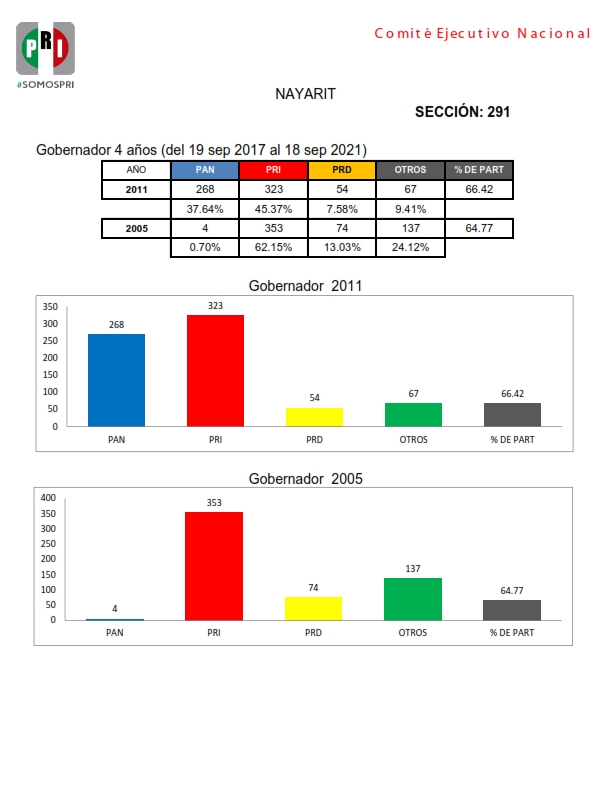 PRI
#SOMOSPRI
Comité Ejecutivo Nacional
NAYARIT
SECCIÓN: 291
Gobernador 4 años (del 19 sep 2017 al 18 sep 2021)
AÑO PAN PRI PRD OTROS % DE PART
2011 268 323 54 67 66.42
37.64% 45.37% 7.58% 9.41%
2005 4 353 74 137 64.77
0.70% 62.15% 13.03% 24.12%
Gobernador 2011
350
300
250
200
150
100
50
0
268
323
54
67
66.42
PAN PRI PRD OTROS % DE PART
Gobernador 2005
400
350
300
250
200
150
100
50
0
4
353
74
137
64.77
PAN PRI PRD OTROS % DE PART